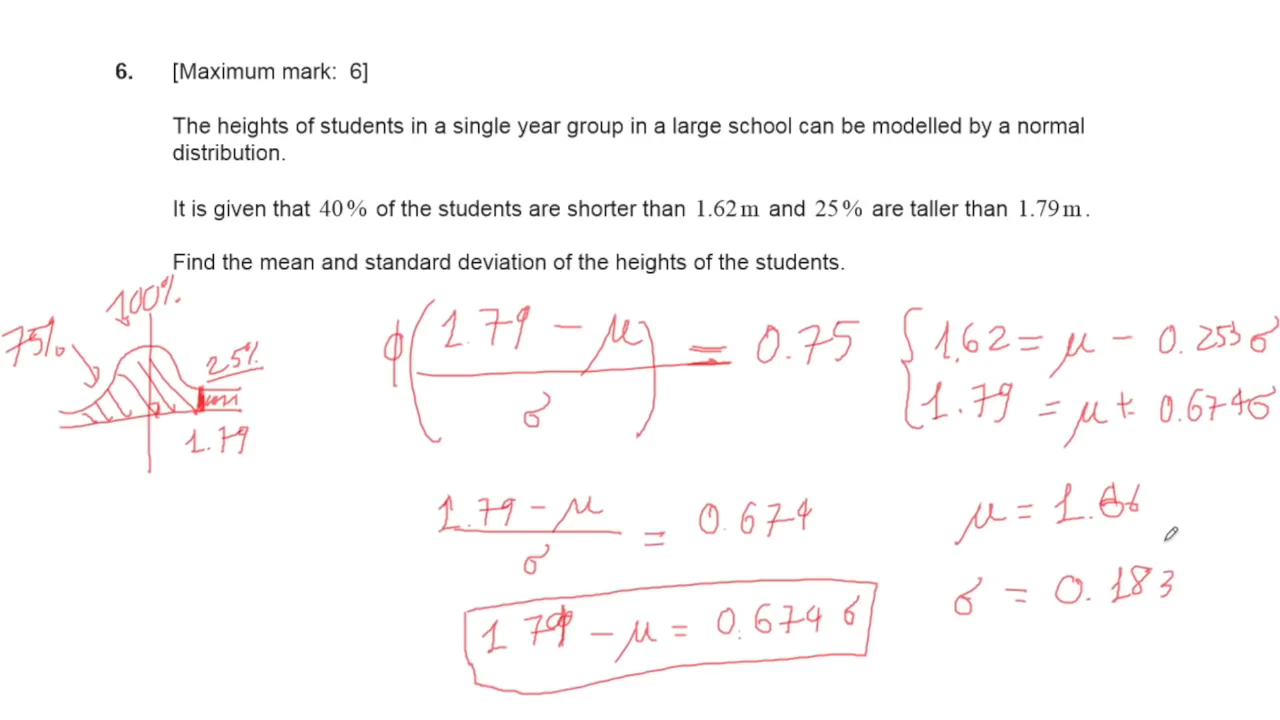 6. [Maximum mark: 6]
The heights of students in a single year group in a large school can be modelled by a normal
distribution.
It is given that 40% of the students are shorter than 1.62 m and 25% are taller than 1.79 m.
Find the mean and standard deviation of the heights of the students.
100%
75%
25%
1.79
ϕ((1.79 − μ)/σ) = 0.75
{1.62 = μ − 0.253σ
1.79 = μ + 0.674σ
(1.79 − μ)/σ = 0.674
1.79 − μ = 0.674σ
μ = 1.66
σ = 0.183